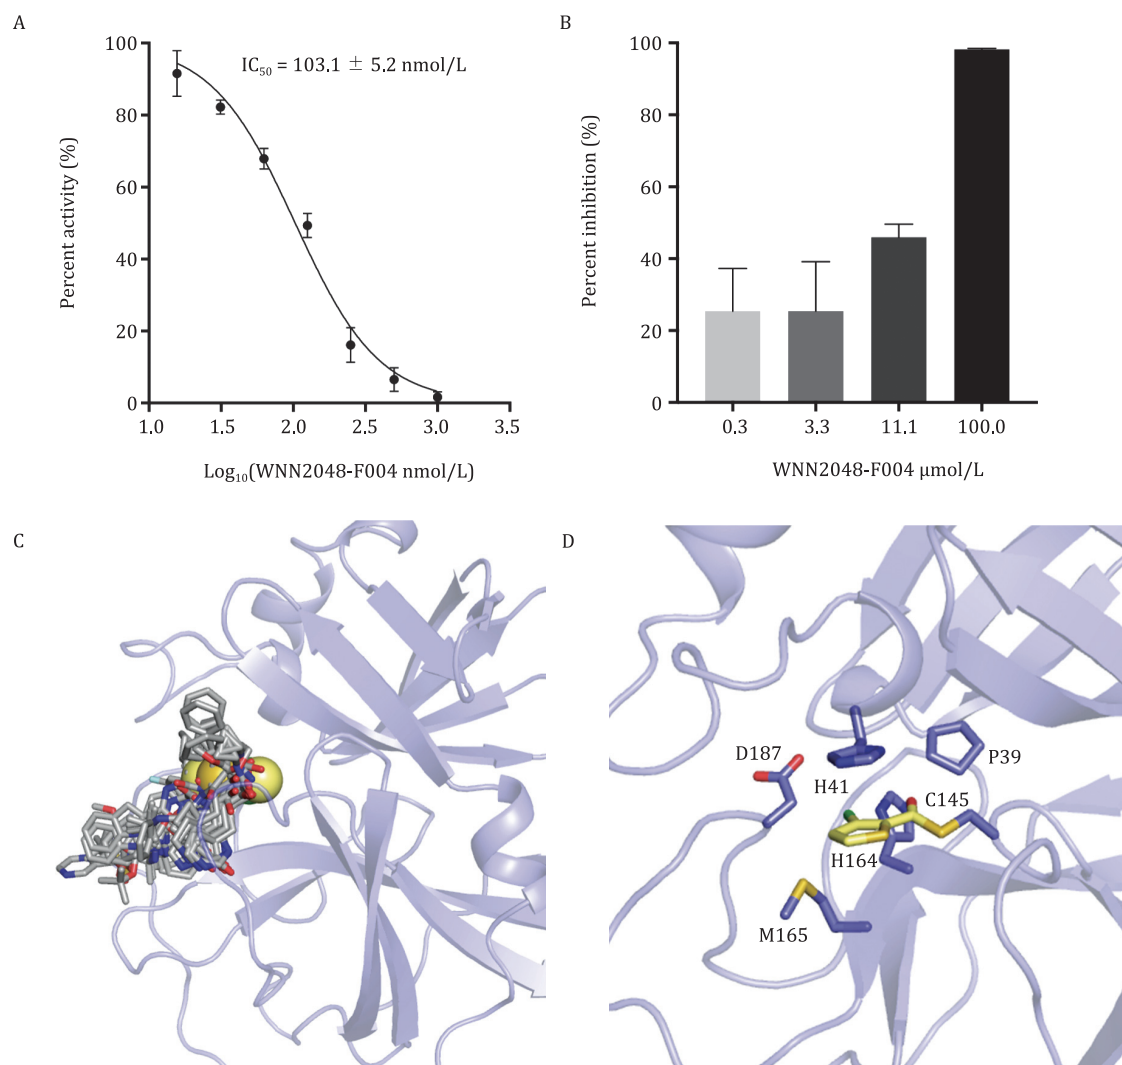 A
100
80
60
40
20
0
Percent activity (%)
IC₅₀ = 103.1 ± 5.2 nmol/L
1.0 1.5 2.0 2.5 3.0 3.5
Log₁₀(WNN2048-F004 nmol/L)
B
100
80
60
40
20
0
Percent inhibition (%)
0.3 3.3 11.1 100.0
WNN2048-F004 μmol/L
C
D
D187
H41
P39
C145
H164
M165